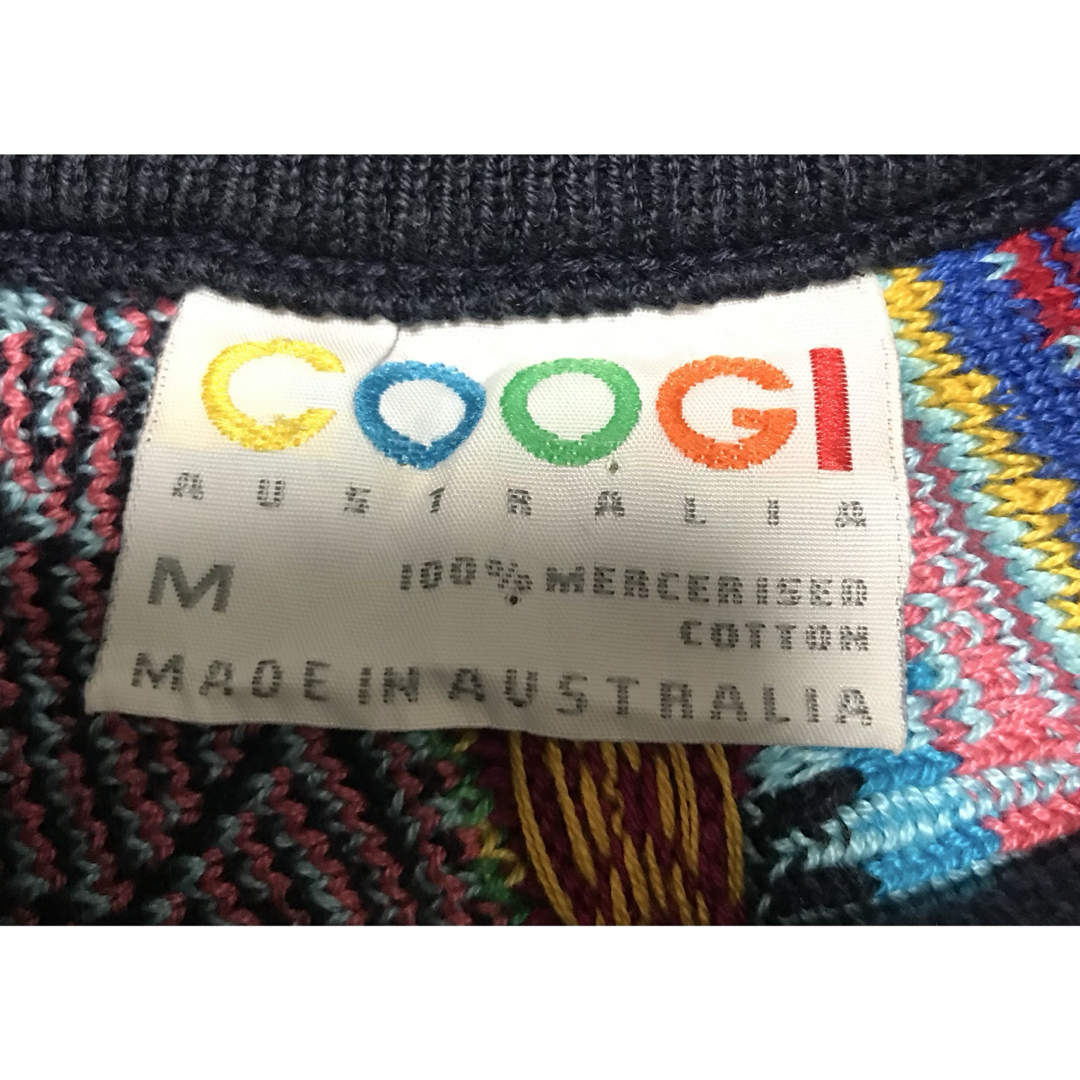 COOGI
AUSTRALIA
M 100% MERCERISED
COTTON
MADE IN AUSTRALIA